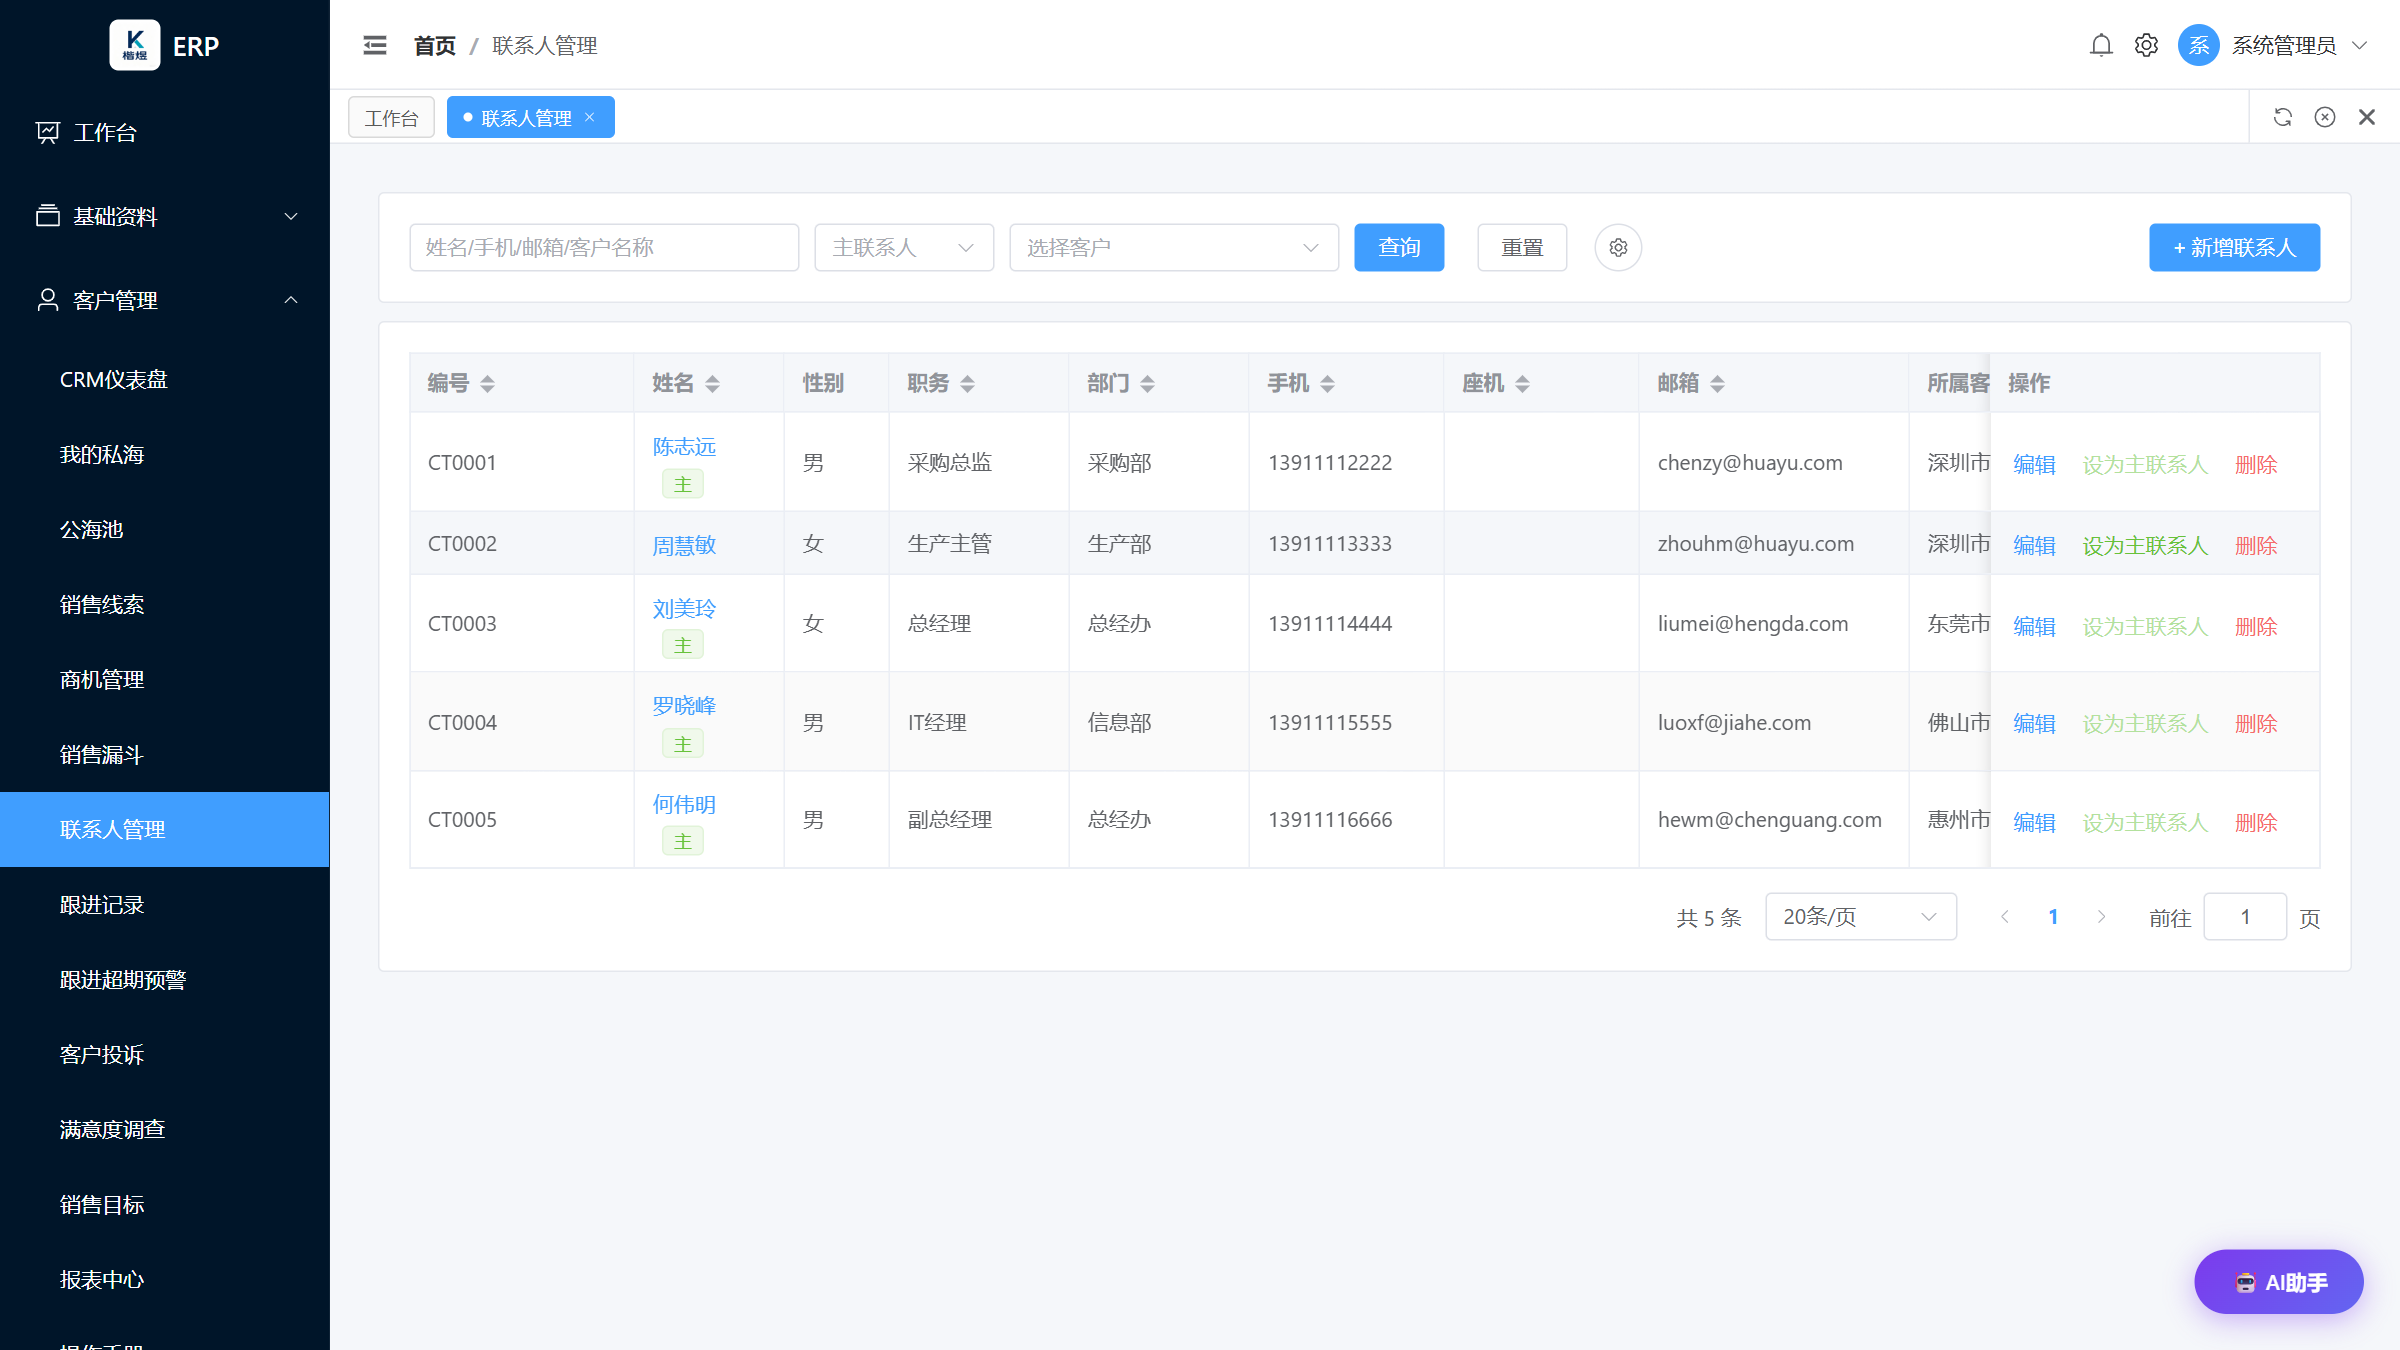 K
楷煜
ERP
工作台
基础资料
客户管理
CRM仪表盘
我的私海
公海池
销售线索
商机管理
销售漏斗
联系人管理
跟进记录
跟进超期预警
客户投诉
满意度调查
销售目标
报表中心
首页 / 联系人管理
系 系统管理员
工作台 联系人管理
姓名/手机/邮箱/客户名称 主联系人 选择客户 查询 重置 + 新增联系人
编号 姓名 性别 职务 部门 手机 座机 邮箱 所属客 操作
CT0001 陈志远 主 男 采购总监 采购部 13911112222 chenzy@huayu.com 深圳市 编辑 设为主联系人 删除
CT0002 周慧敏 女 生产主管 生产部 13911113333 zhouhm@huayu.com 深圳市 编辑 设为主联系人 删除
CT0003 刘美玲 主 女 总经理 总经办 13911114444 liumei@hengda.com 东莞市 编辑 设为主联系人 删除
CT0004 罗晓峰 主 男 IT经理 信息部 13911115555 luoxf@jiahe.com 佛山市 编辑 设为主联系人 删除
CT0005 何伟明 主 男 副总经理 总经办 13911116666 hewm@chenguang.com 惠州市 编辑 设为主联系人 删除
共 5 条 20条/页 1 前往 1 页
AI助手